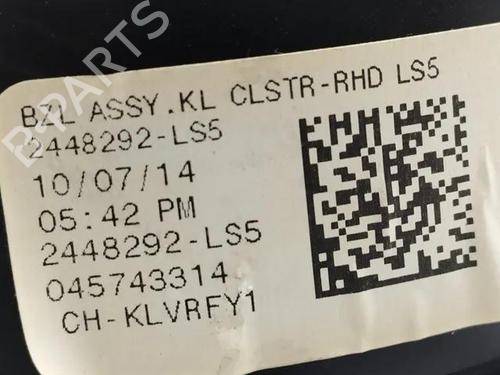 BZL ASSY.KL CLSTR-RHD LS5
2448292-LS5
10/07/14
05:42 PM
2448292-LS5
045743314
CH-KLVRFY1